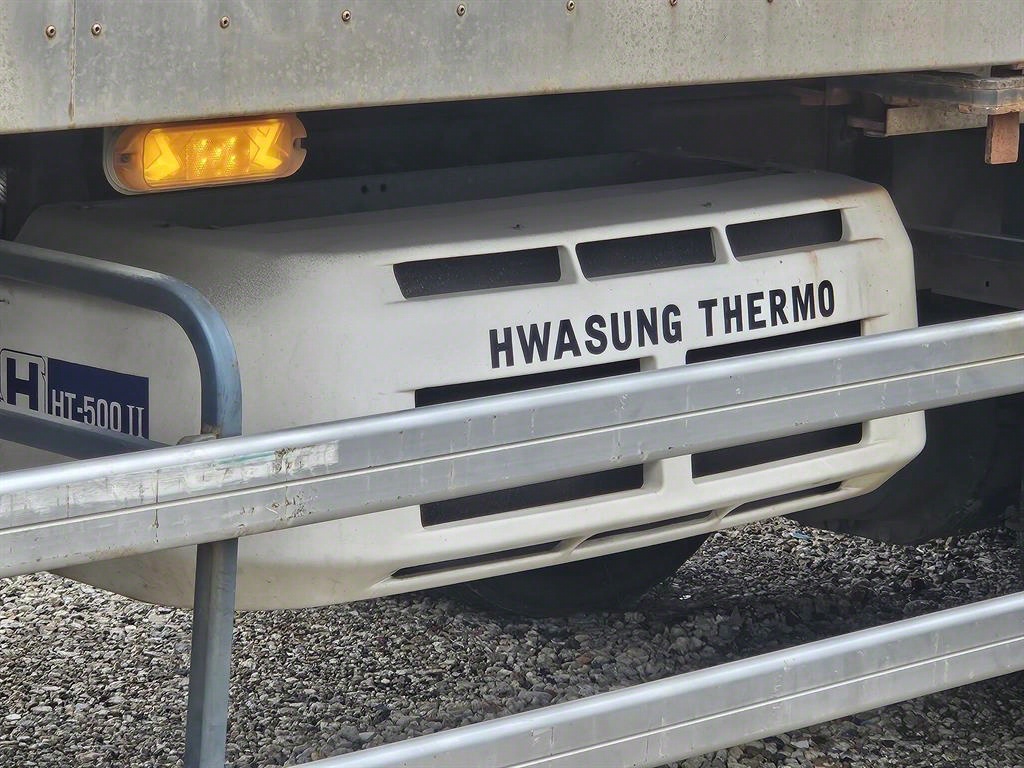 HWASUNG THERMO
H HT-500 II